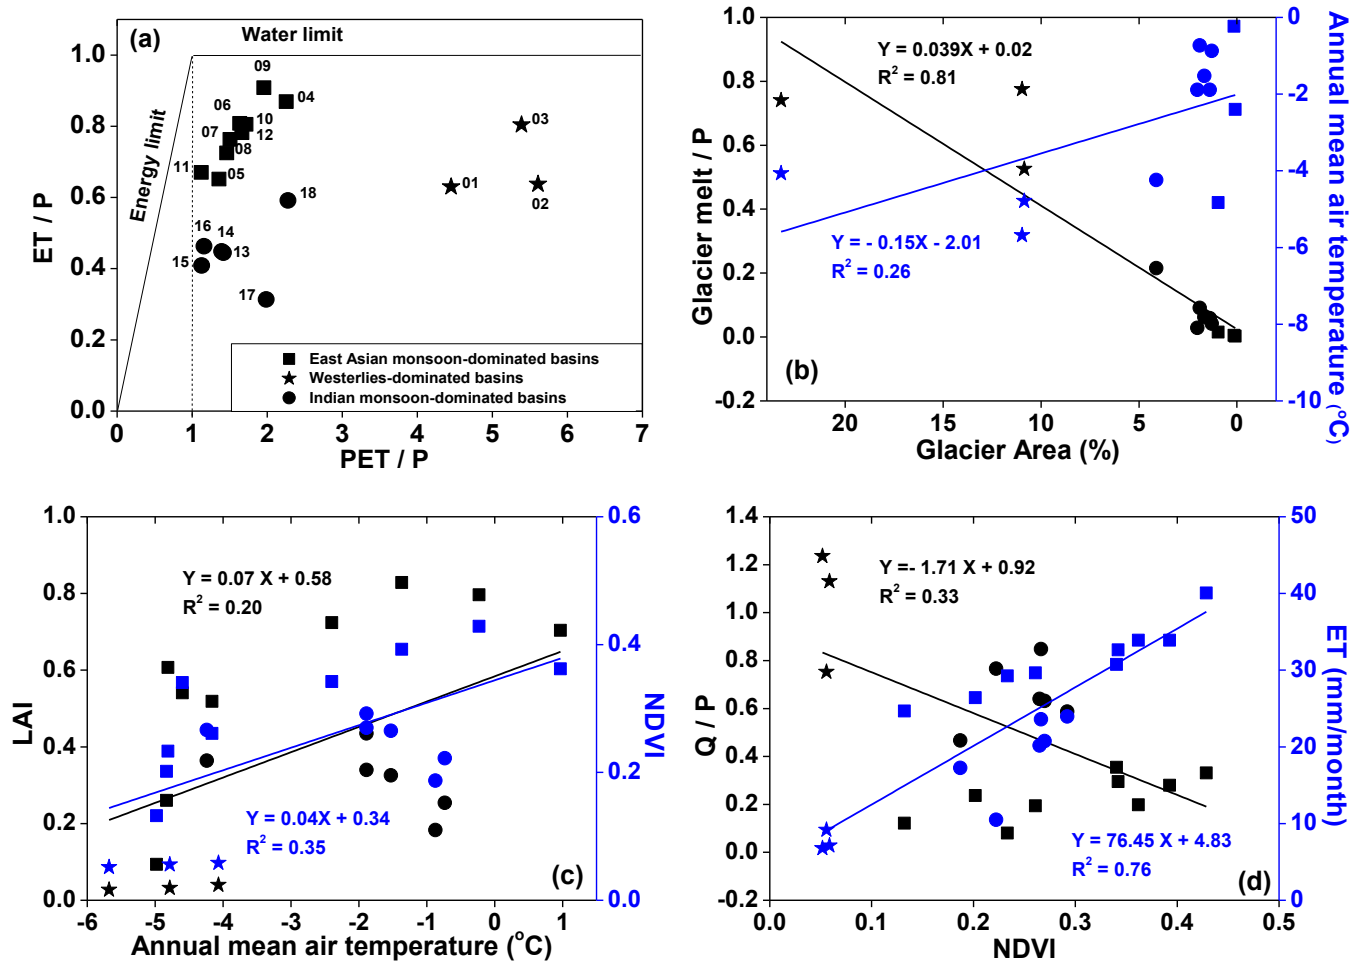 (a)
Water limit
Energy limit
09
04
06
10
12
07
08
11
05
03
01
02
18
16
14
13
15
17
East Asian monsoon-dominated basins
Westerlies-dominated basins
Indian monsoon-dominated basins
1.0
0.8
0.6
0.4
0.2
0.0
ET / P
0 1 2 3 4 5 6 7
PET / P
(b)
Y = 0.039X + 0.02
R² = 0.81
Y = - 0.15X - 2.01
R² = 0.26
1.0
0.8
0.6
0.4
0.2
0.0
-0.2
Glacier melt / P
20 15 10 5 0
Glacier Area (%)
0
-2
-4
-6
-8
-10
Annual mean air temperature (°C)
(c)
Y = 0.07 X + 0.58
R² = 0.20
Y = 0.04X + 0.34
R² = 0.35
1.0
0.8
0.6
0.4
0.2
0.0
LAI
-6 -5 -4 -3 -2 -1 0 1
Annual mean air temperature (°C)
0.6
0.4
0.2
0.0
NDVI
(d)
Y =- 1.71 X + 0.92
R² = 0.33
Y = 76.45 X + 4.83
R² = 0.76
1.4
1.2
1.0
0.8
0.6
0.4
0.2
0.0
-0.2
Q / P
0.0 0.1 0.2 0.3 0.4 0.5
NDVI
50
40
30
20
10
0
ET (mm/month)